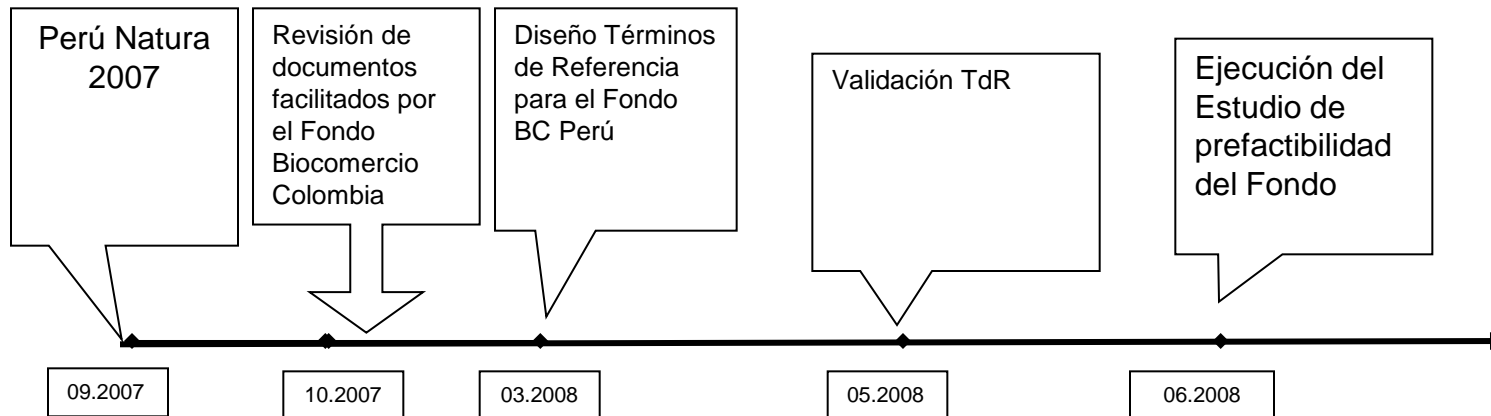 Perú Natura
2007
Revisión de
documentos
facilitados por
el Fondo
Biocomercio
Colombia
Diseño Términos
de Referencia
para el Fondo
BC Perú
Validación TdR
Ejecución del
Estudio de
prefactibilidad
del Fondo
09.2007
10.2007
03.2008
05.2008
06.2008